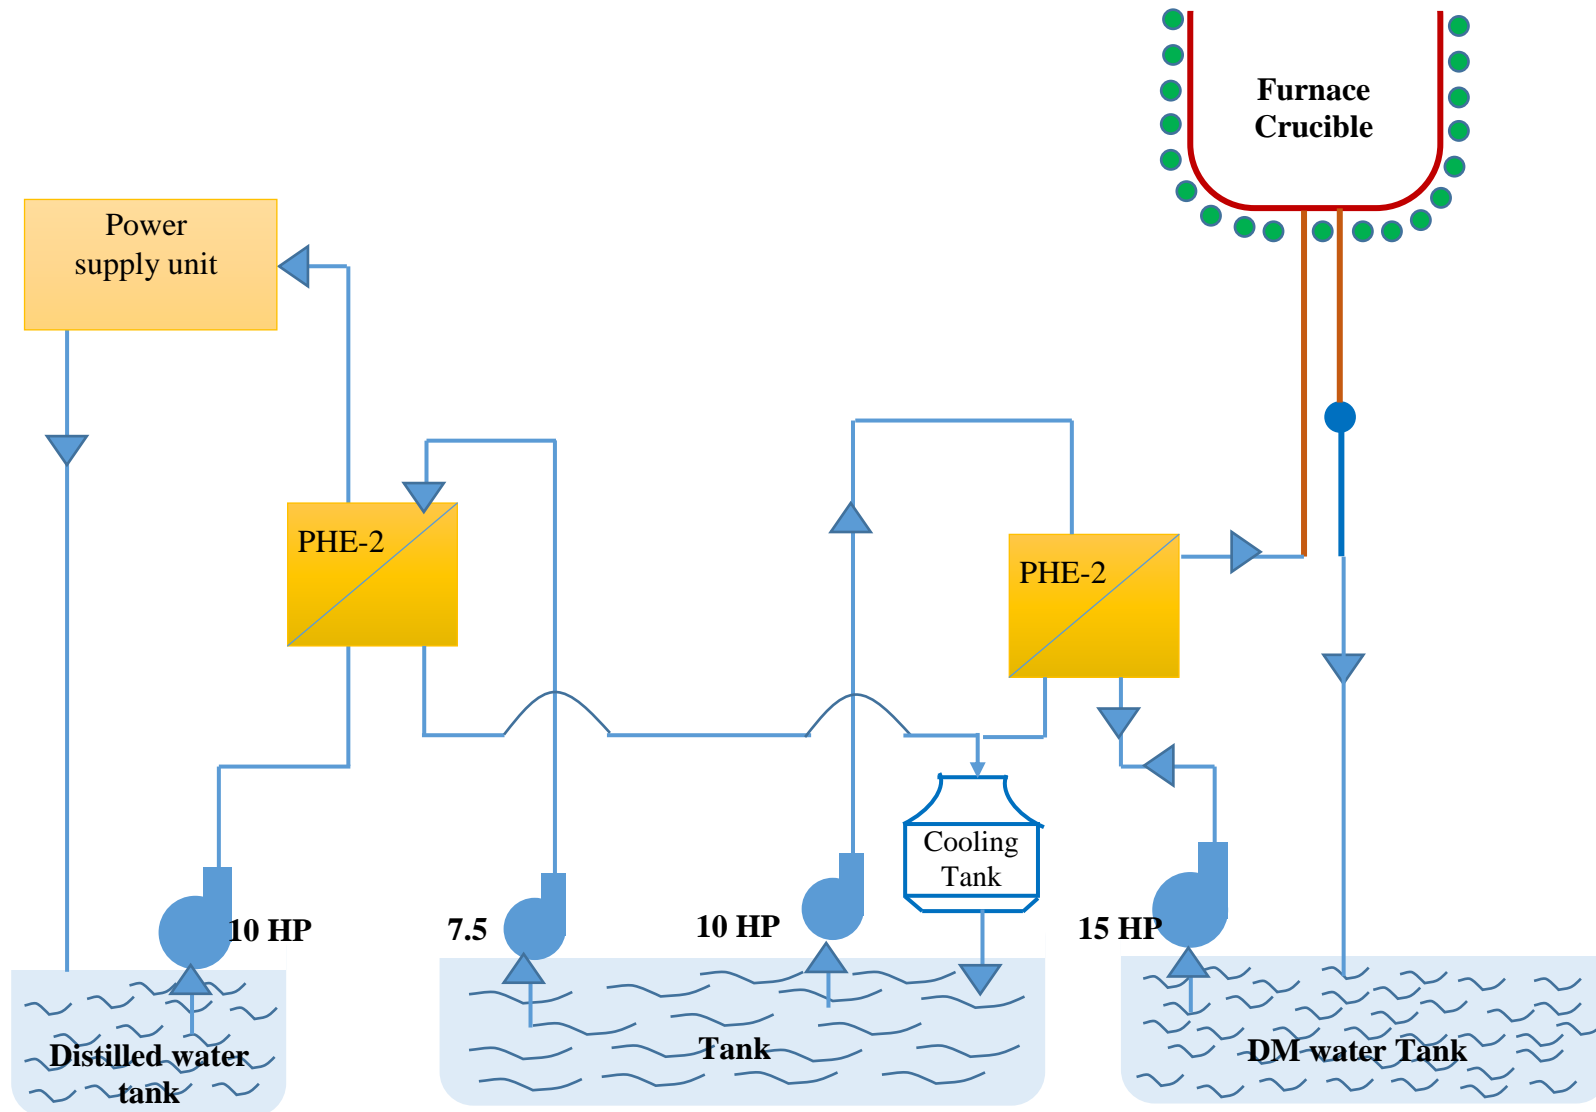 Furnace
Crucible
Power
supply unit
PHE-2
PHE-2
Cooling
Tank
10 HP
7.5
10 HP
15 HP
Distilled water
tank
Tank
DM water Tank